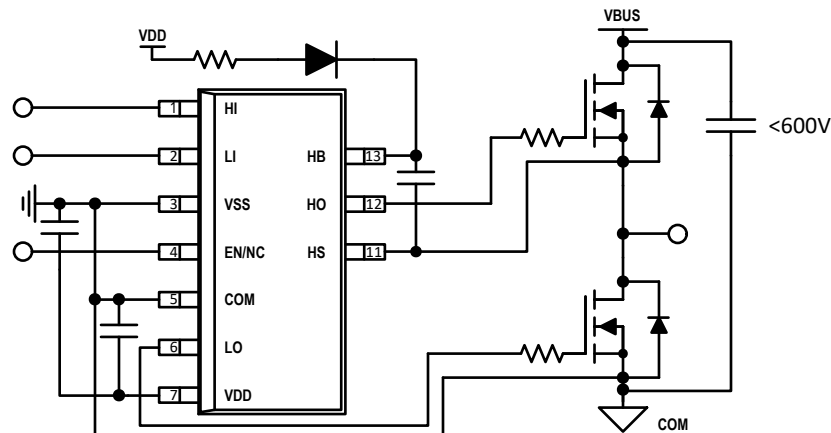 VBUS
VDD
<600V
1 HI
2 LI HB 13
3 VSS HO 12
4 EN/NC HS 11
5 COM
6 LO
7 VDD
COM